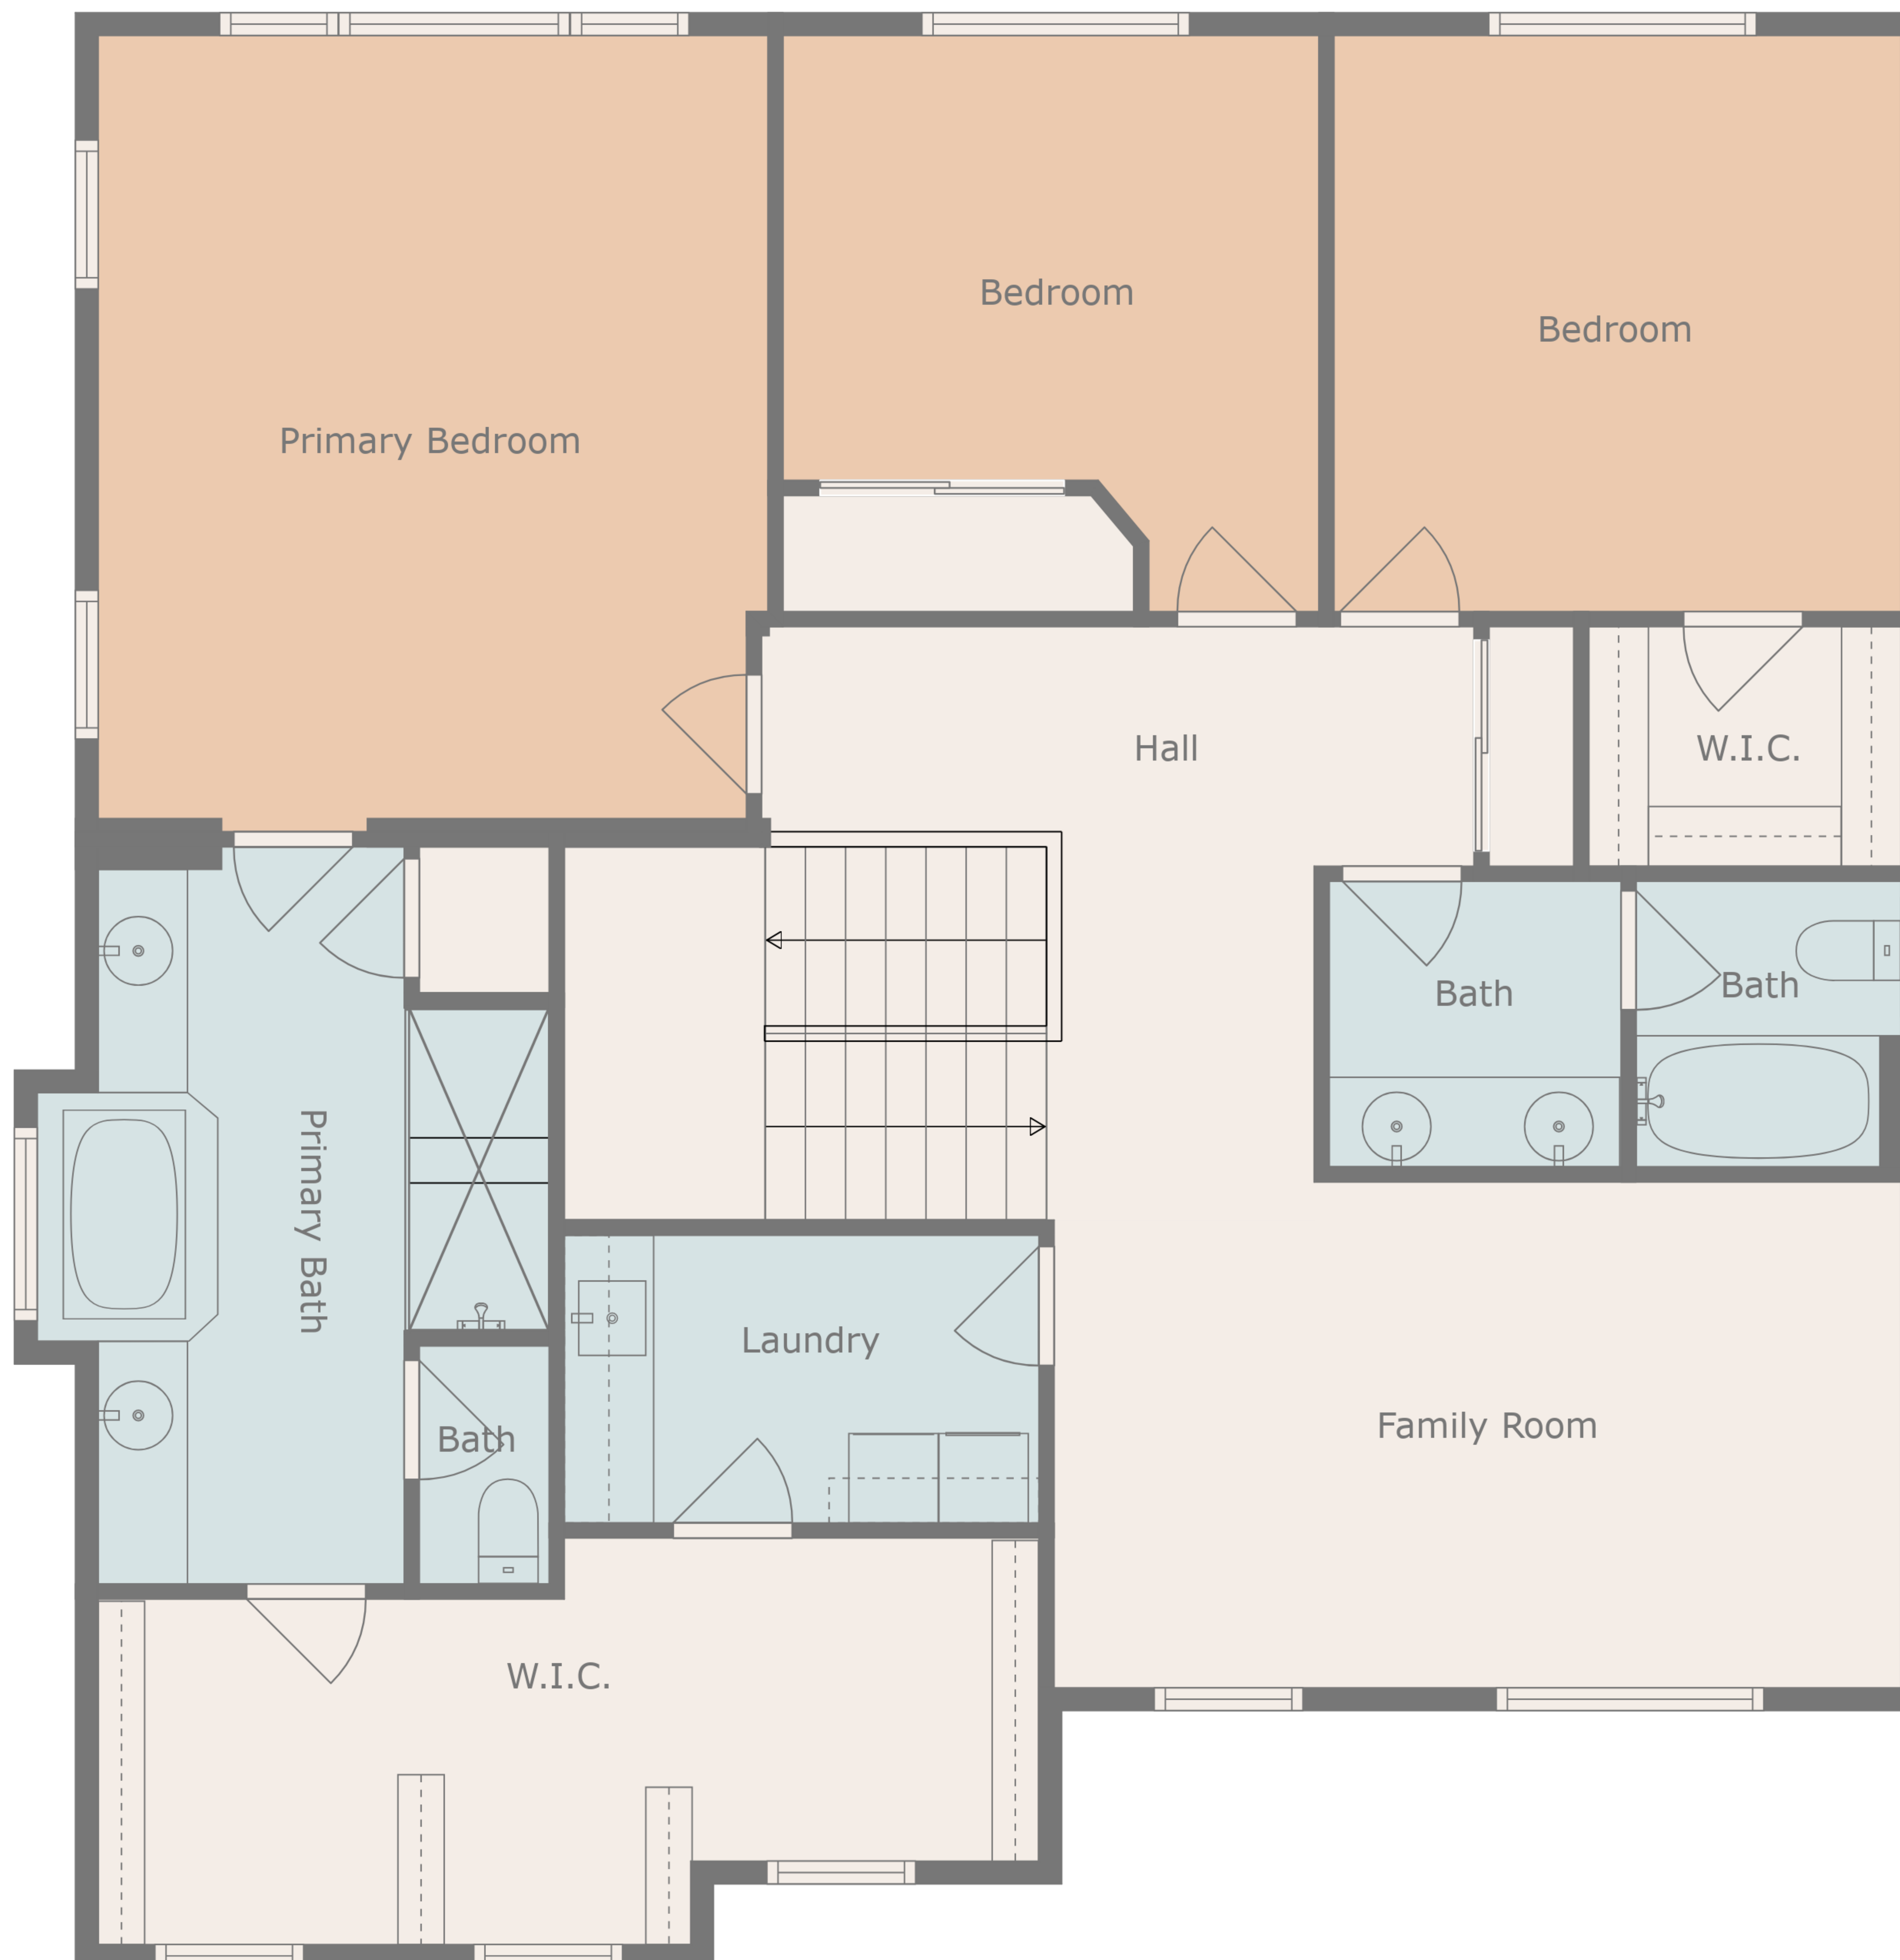 Bedroom
Bedroom
Primary Bedroom
Hall
W.I.C.
Bath
Bath
Primary Bath
Laundry
Family Room
Bath
W.I.C.